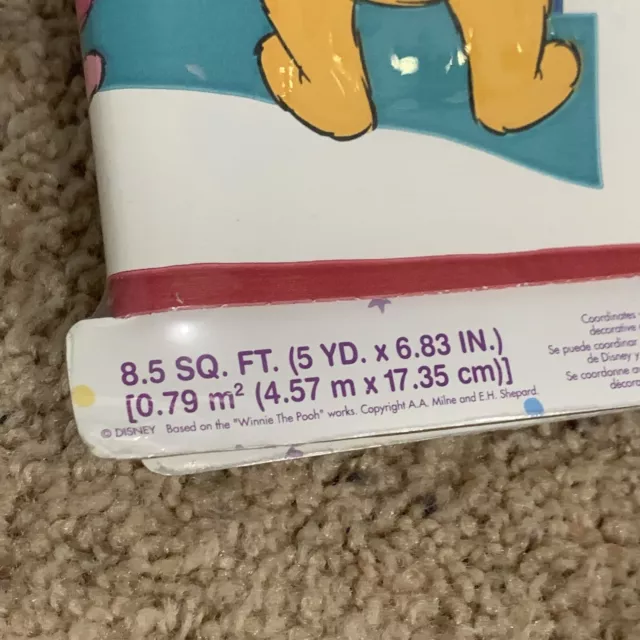 8.5 SQ. FT. (5 YD. x 6.83 IN.)
[0.79 m² (4.57 m x 17.35 cm)]
© DISNEY Based on the "Winnie The Pooh" works. Copyright A.A. Milne and E.H. Shepard.
Coordinates
decorative
Se puede coordinar
de Disney
Se coordonne
décor